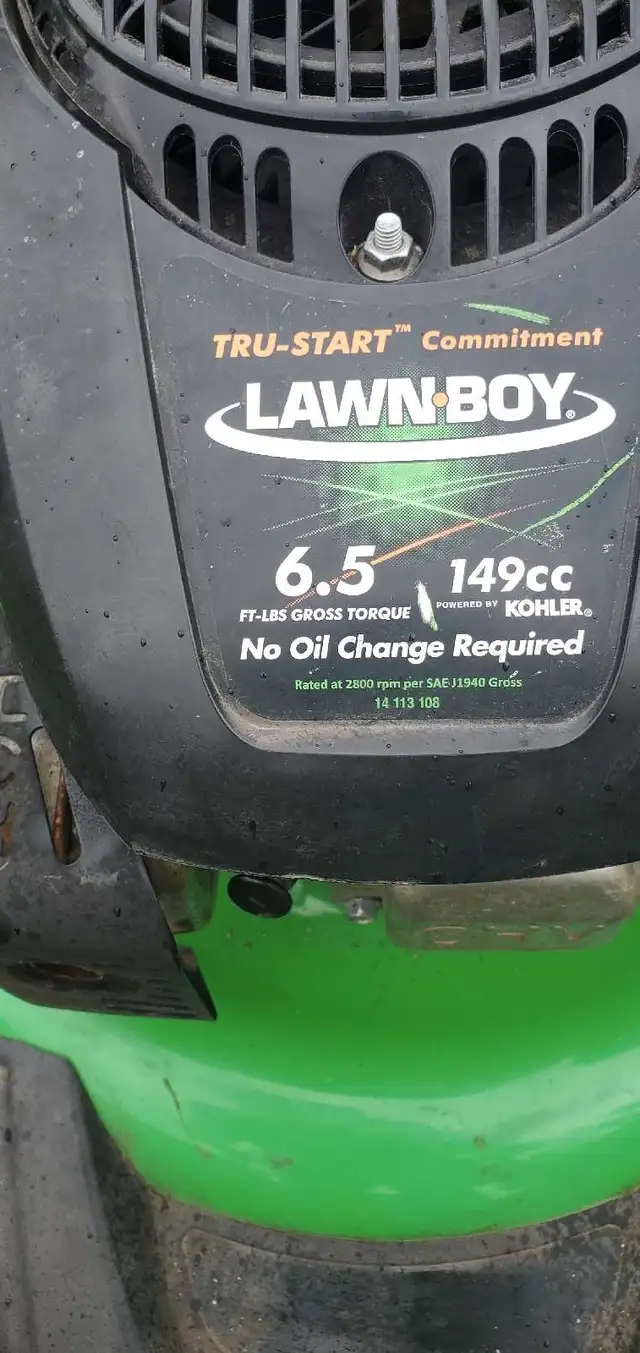 TRU-START™ Commitment
LAWN·BOY®
6.5 149cc
FT-LBS GROSS TORQUE POWERED BY KOHLER®
No Oil Change Required
Rated at 2800 rpm per SAE J1940 Gross
14 113 108